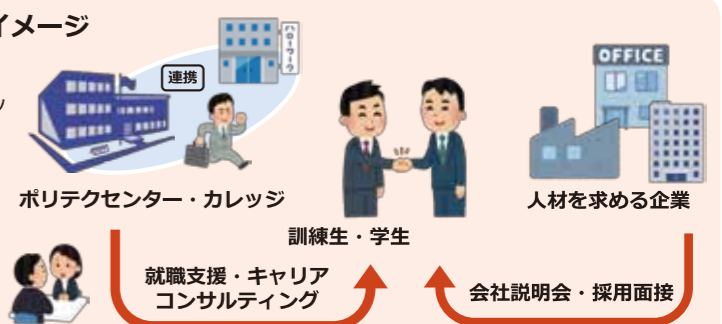 イメージ
ハローワーク
連携
OFFICE
ポリテクセンター・カレッジ
人材を求める企業
訓練生・学生
就職支援・キャリア
コンサルティング
会社説明会・採用面接